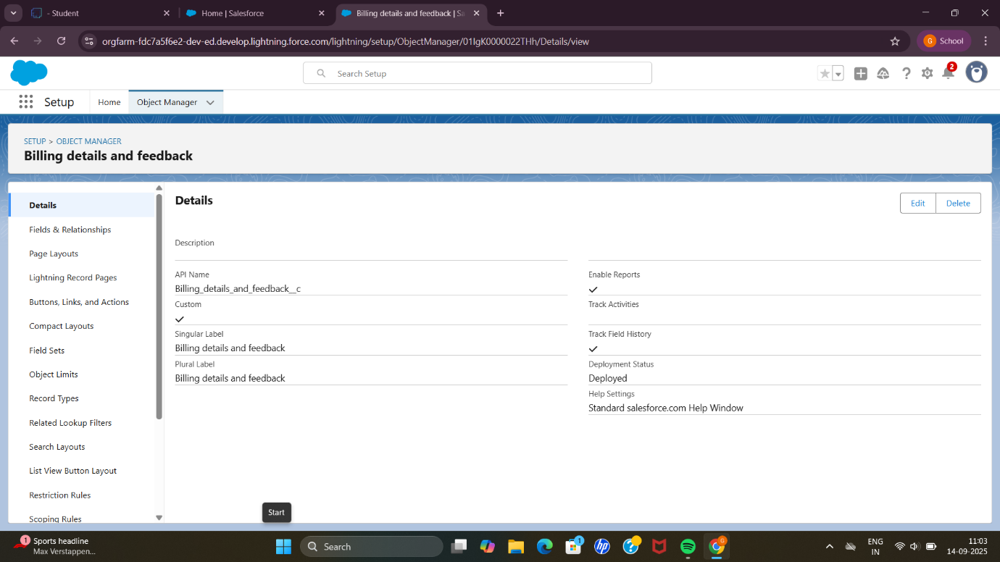 - Student
Home | Salesforce
Billing details and feedback | Sa
orgfarm-fdc7a5f6e2-dev-ed.develop.lightning.force.com/lightning/setup/ObjectManager/01IgK0000022THh/Details/view
G School
Search Setup
2
Setup
Home
Object Manager
SETUP > OBJECT MANAGER
Billing details and feedback
Details
Fields & Relationships
Page Layouts
Lightning Record Pages
Buttons, Links, and Actions
Compact Layouts
Field Sets
Object Limits
Record Types
Related Lookup Filters
Search Layouts
List View Button Layout
Restriction Rules
Scoping Rules
Details
Edit
Delete
Description
API Name
Billing_details_and_feedback__c
Custom
Singular Label
Billing details and feedback
Plural Label
Billing details and feedback
Enable Reports
Track Activities
Track Field History
Deployment Status
Deployed
Help Settings
Standard salesforce.com Help Window
Start
1
Sports headline
Max Verstappen...
Search
1
hp
G
ENG
IN
11:03
14-09-2025